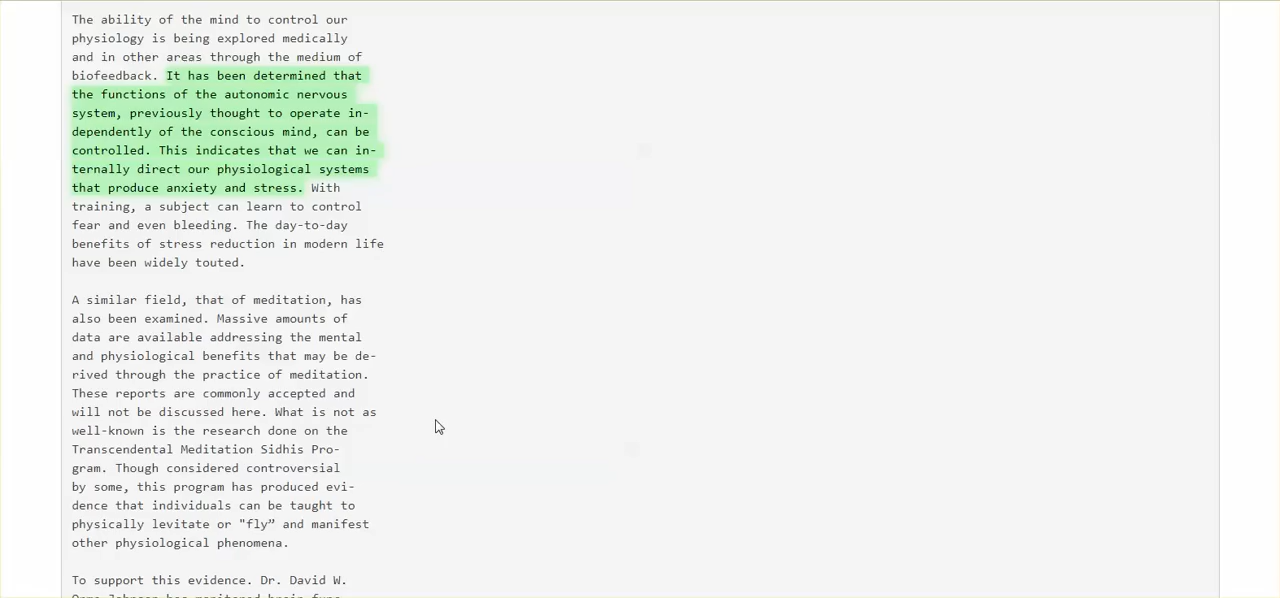 The ability of the mind to control our
physiology is being explored medically
and in other areas through the medium of
biofeedback. It has been determined that
the functions of the autonomic nervous
system, previously thought to operate in-
dependently of the conscious mind, can be
controlled. This indicates that we can in-
ternally direct our physiological systems
that produce anxiety and stress. With
training, a subject can learn to control
fear and even bleeding. The day-to-day
benefits of stress reduction in modern life
have been widely touted.
A similar field, that of meditation, has
also been examined. Massive amounts of
data are available addressing the mental
and physiological benefits that may be de-
rived through the practice of meditation.
These reports are commonly accepted and
will not be discussed here. What is not as
well-known is the research done on the
Transcendental Meditation Sidhis Pro-
gram. Though considered controversial
by some, this program has produced evi-
dence that individuals can be taught to
physically levitate or "fly” and manifest
other physiological phenomena.
To support this evidence. Dr. David W.